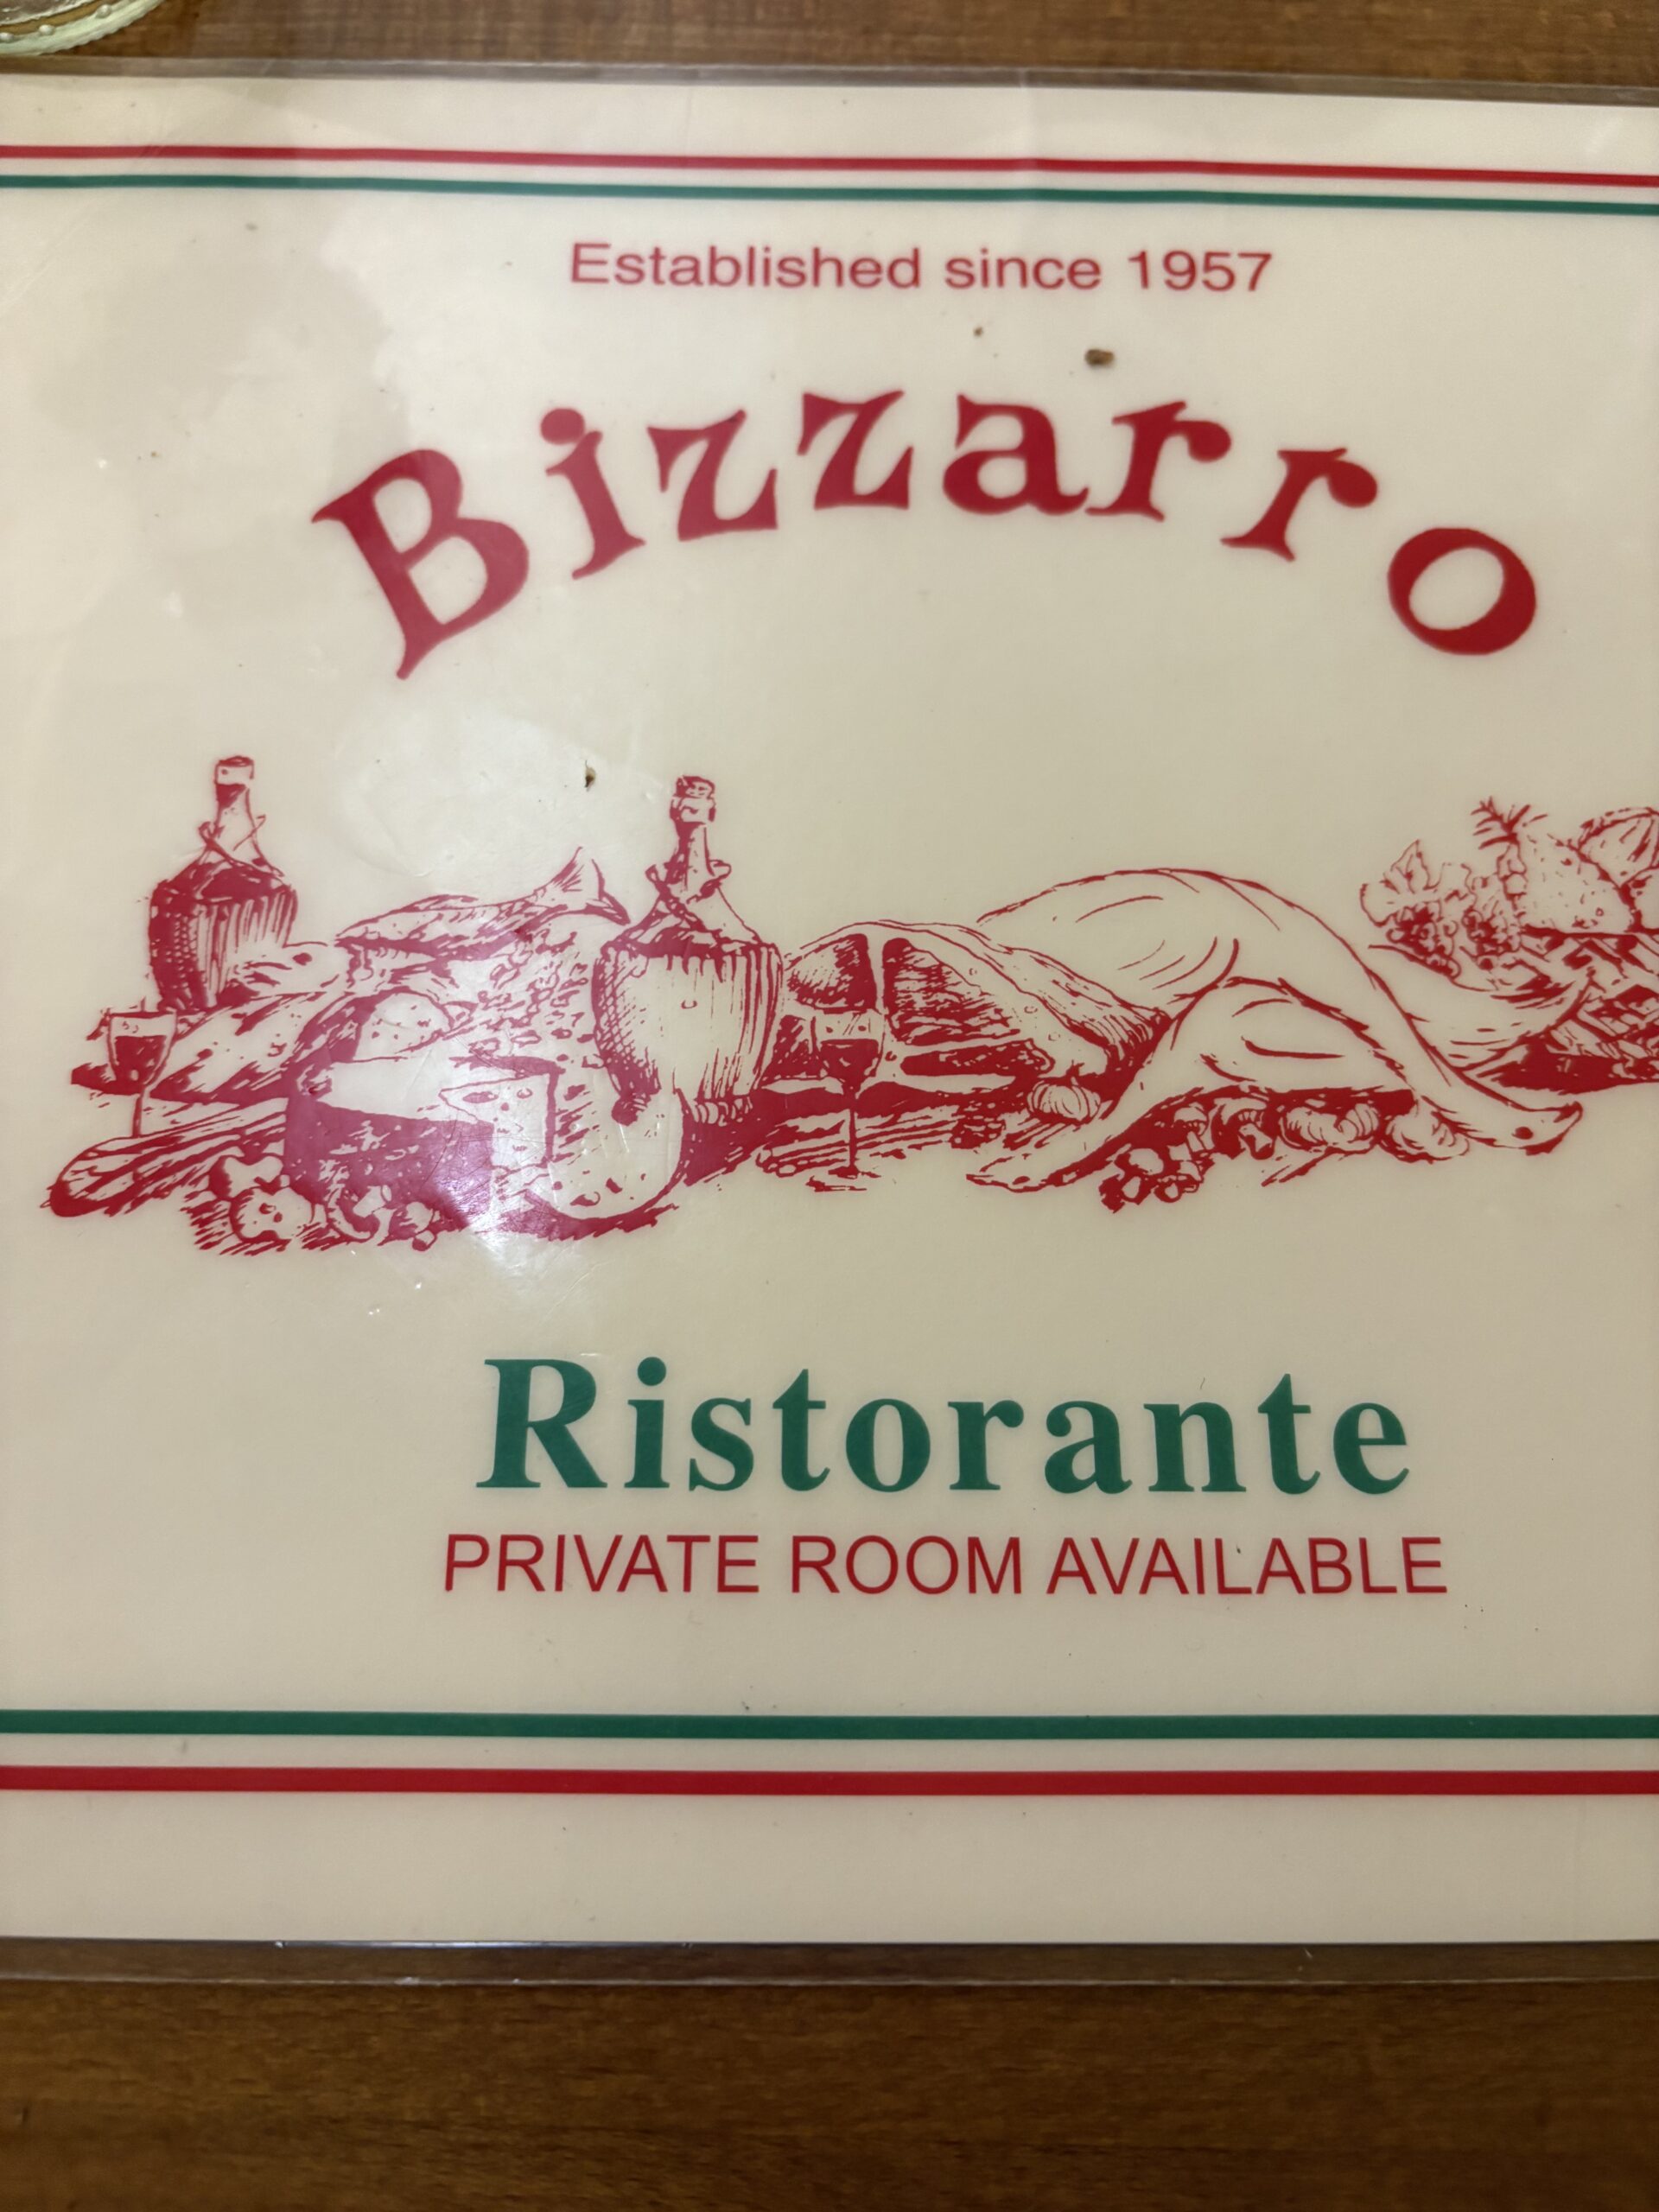 Established since 1957
Bizzarro
Ristorante
PRIVATE ROOM AVAILABLE